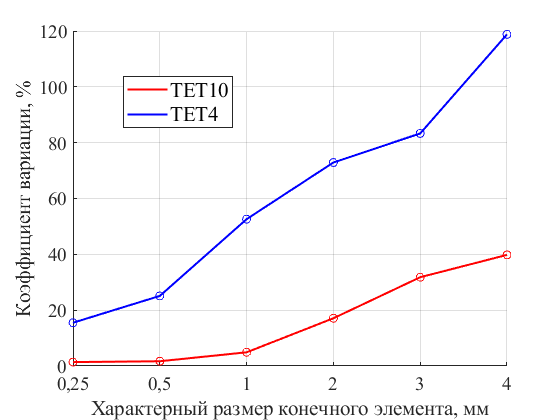 Коэффициент вариации, %
120
100
80
60
40
20
0
TET10
TET4
0,25 0,5 1 2 3 4
Характерный размер конечного элемента, мм